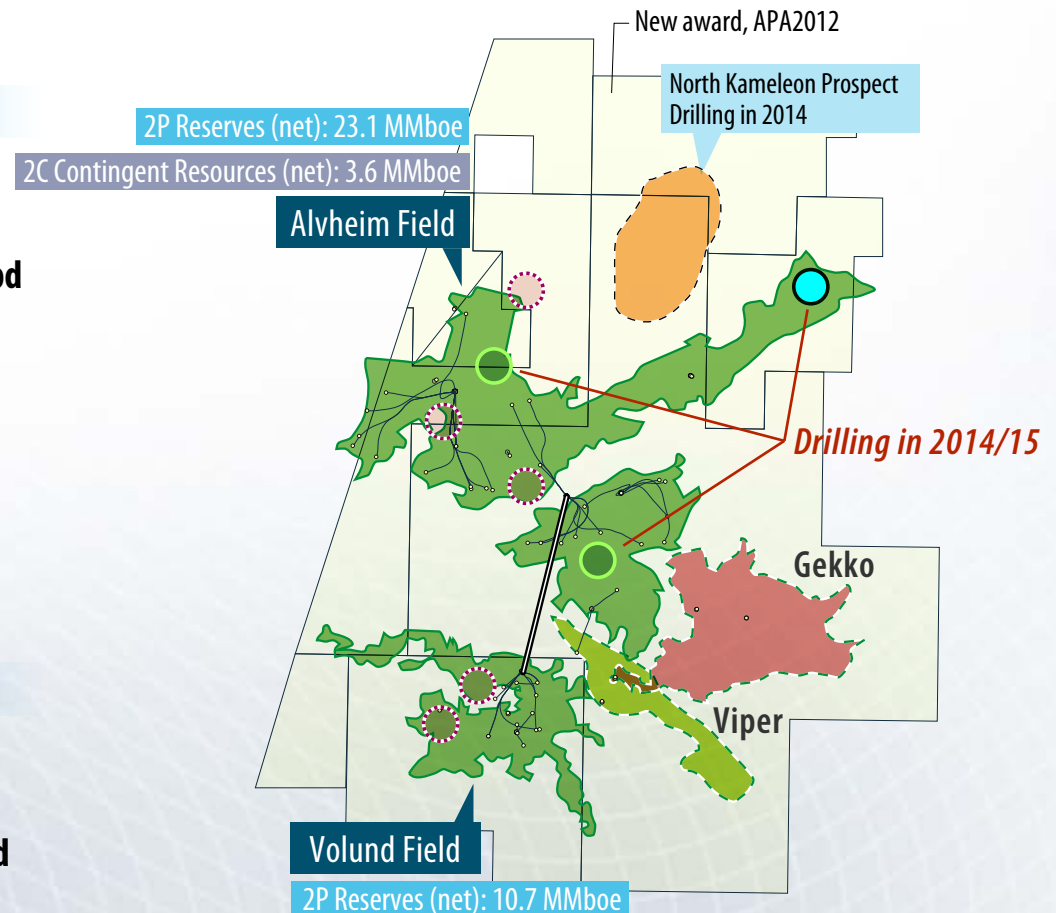 New award, APA2012
North Kameleon Prospect
Drilling in 2014
2P Reserves (net): 23.1 MMboe
2C Contingent Resources (net): 3.6 MMboe
Alvheim Field
od
Drilling in 2014/15
Gekko
Viper
d
Volund Field
2P Reserves (net): 10.7 MMboe